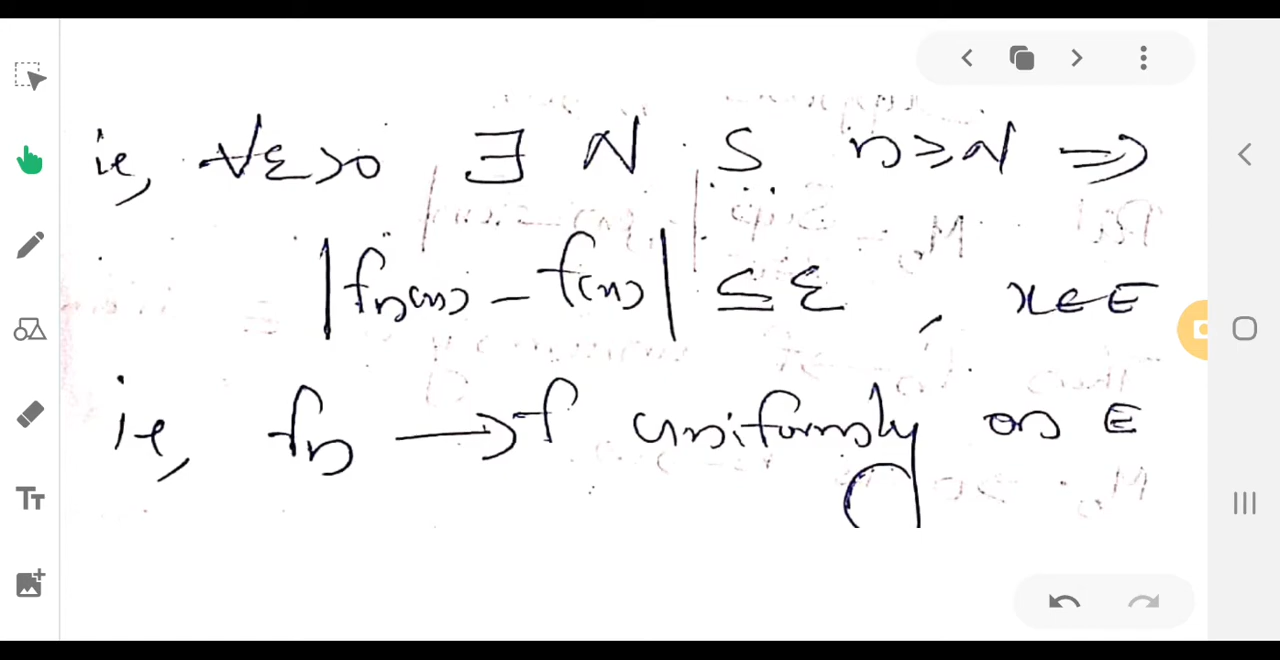 ie, ∀ε>0 ∃ N S n≥N ⇒
|fn(x) - f(x)| ≤ ε, x∈E
ie, fn → f uniformly on E